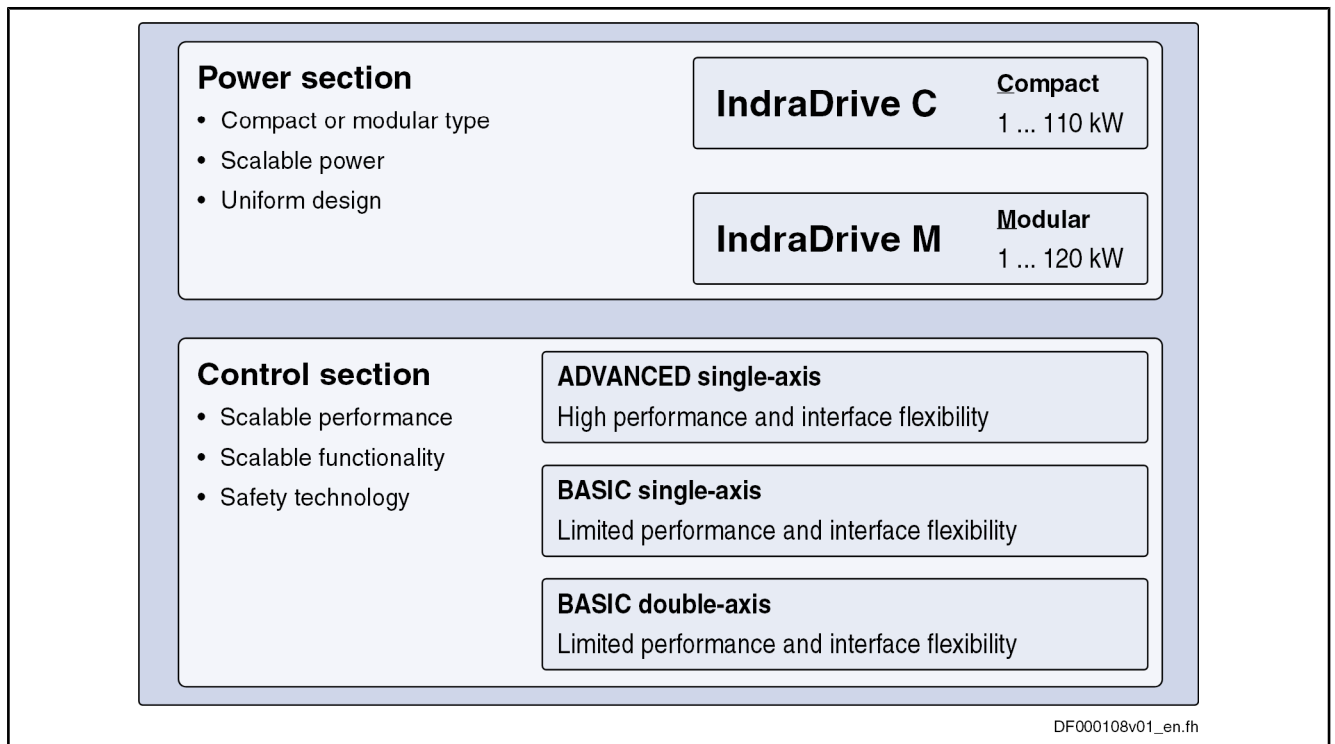 Power section
• Compact or modular type
• Scalable power
• Uniform design
IndraDrive C
Compact
1 ... 110 kW
IndraDrive M
Modular
1 ... 120 kW
Control section
• Scalable performance
• Scalable functionality
• Safety technology
ADVANCED single-axis
High performance and interface flexibility
BASIC single-axis
Limited performance and interface flexibility
BASIC double-axis
Limited performance and interface flexibility
DF000108v01_en.fh